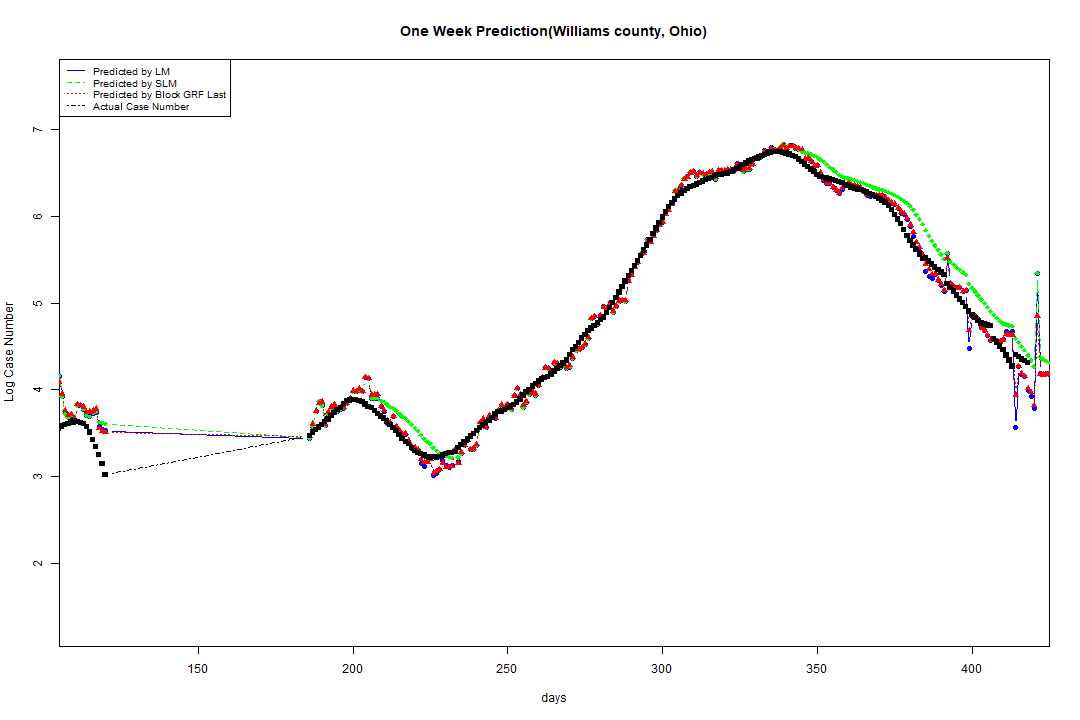 One Week Prediction(Williams county, Ohio)
Predicted by LM
Predicted by SLM
Predicted by Block GRF Last
Actual Case Number
7
6
5
4
3
2
Log Case Number
150 200 250 300 350 400
days